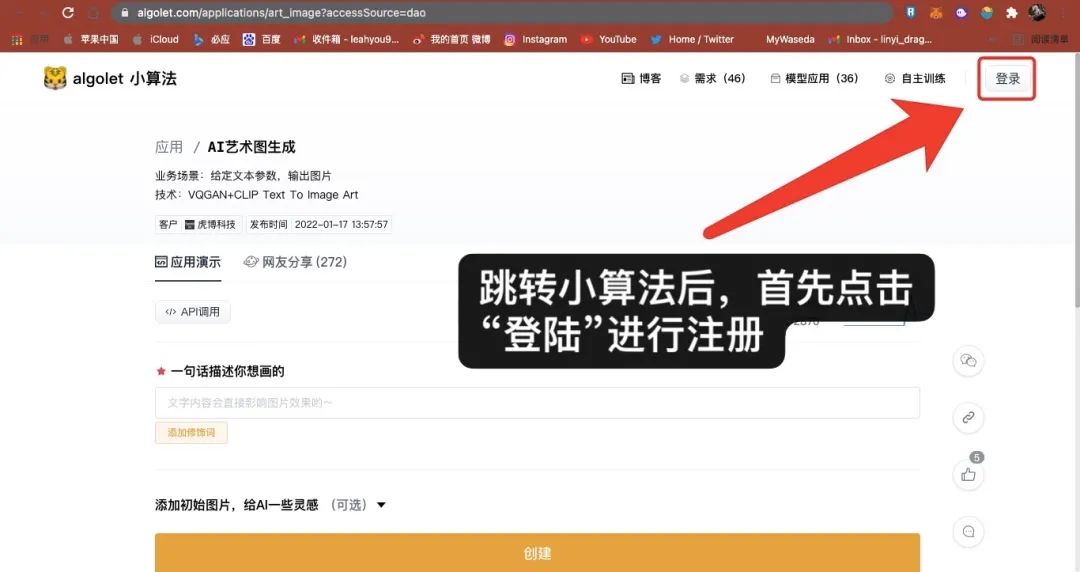 algolet.com/applications/art_image?accessSource=dao
应用 苹果中国 iCloud 必应 百度 收件箱 - leahyou9... 我的首页 微博 Instagram YouTube Home / Twitter MyWaseda Inbox - linyi_drag... 阅读清单
algolet 小算法 博客 需求（46） 模型应用（36） 自主训练 登录
应用 / AI艺术图生成
业务场景：给定文本参数，输出图片
技术：VQGAN+CLIP Text To Image Art
客户 虎博科技 发布时间 2022-01-17 13:57:57
应用演示 网友分享 (272)
跳转小算法后，首先点击
“登陆”进行注册
</> API调用
★ 一句话描述你想画的
文字内容会直接影响图片效果哟～
添加修饰词
5
添加初始图片，给AI一些灵感 （可选）
创建